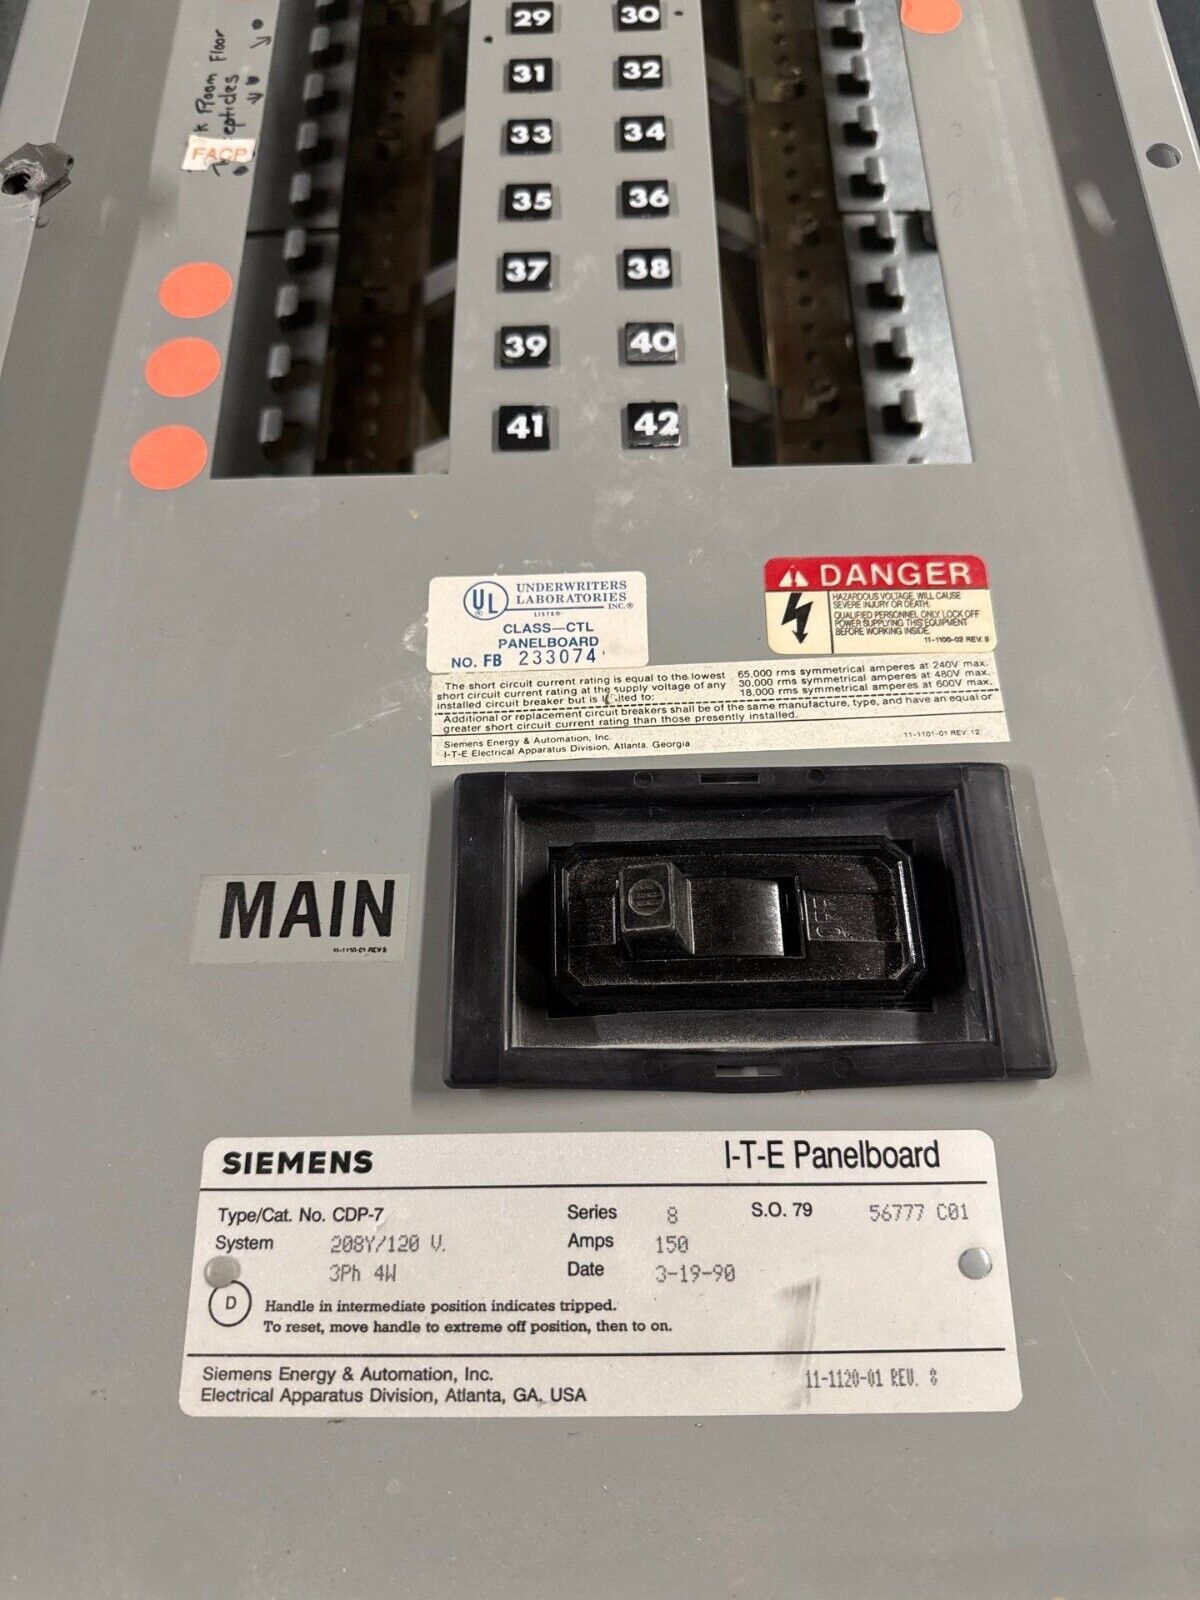 29 30
31 32
33 34
35 36
37 38
39 40
41 42
Room Floor
FACP
UL
UNDERWRITERS
LABORATORIES
INC.®
LISTED
CLASS—CTL
PANELBOARD
NO. FB 233074
DANGER
HAZARDOUS VOLTAGE. WILL CAUSE
SEVERE INJURY OR DEATH.
QUALIFIED PERSONNEL ONLY. LOCK OFF
POWER SUPPLYING THIS EQUIPMENT
BEFORE WORKING INSIDE.
11-1100-02 REV. 5
The short circuit current rating is equal to the lowest
short circuit current rating at the supply voltage of any
installed circuit breaker but is to:
65,000 rms symmetrical amperes at 240V max.
30,000 rms symmetrical amperes at 480V max.
18,000 rms symmetrical amperes at 600V max.
Additional or replacement circuit breakers shall be of the same manufacture, type, and have an equal or
greater short circuit current rating than those presently installed.
Siemens Energy & Automation, Inc.
I-T-E Electrical Apparatus Division, Atlanta, Georgia
11-1101-01 REV 12
MAIN
OFF
SIEMENS I-T-E Panelboard
Type/Cat. No. CDP-7 Series 8 S.O. 79 56777 C01
System 208Y/120 V. Amps 150
3Ph 4W Date 3-19-90
D Handle in intermediate position indicates tripped.
To reset, move handle to extreme off position, then to on.
Siemens Energy & Automation, Inc.
Electrical Apparatus Division, Atlanta, GA, USA
11-1120-01 REV. 8